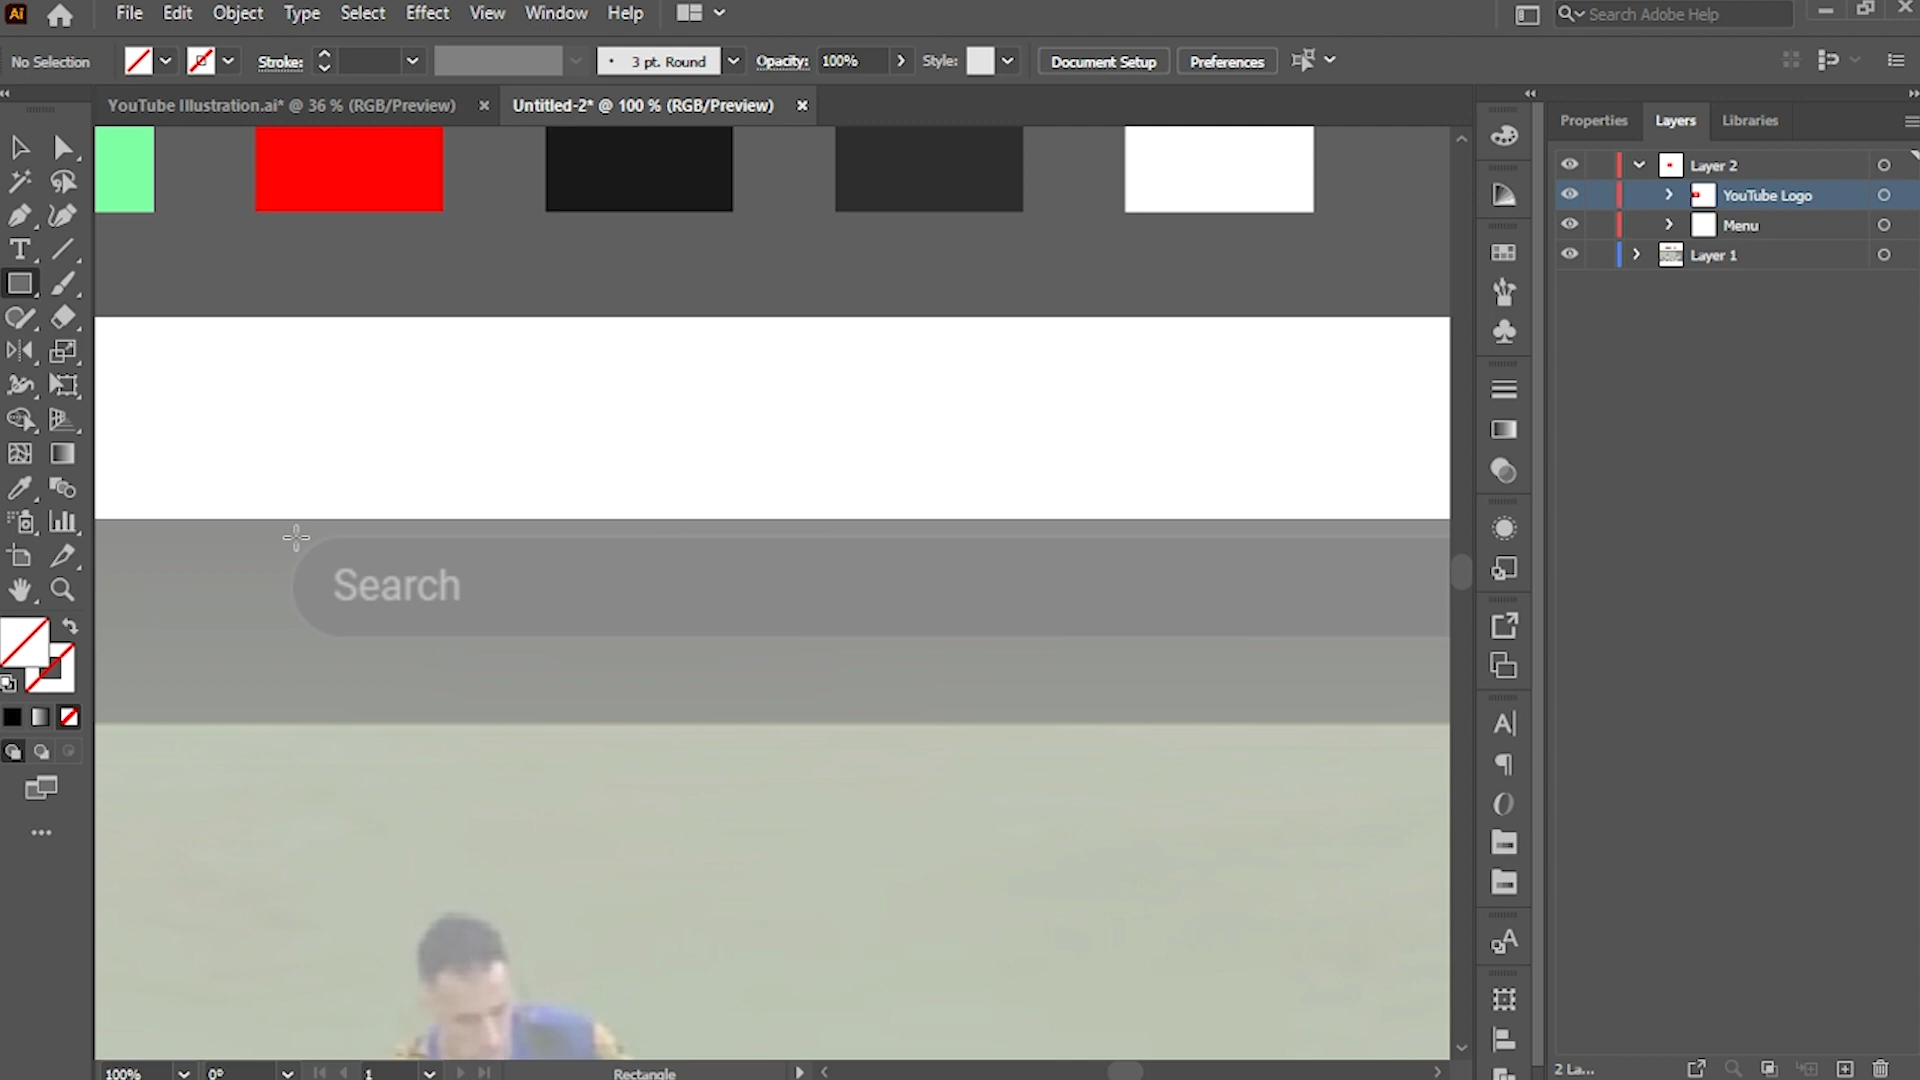 Ai File Edit Object Type Select Effect View Window Help Search Adobe Help
No Selection Stroke: 3 pt. Round Opacity: 100% Style: Document Setup Preferences
YouTube Illustration.ai* @ 36 % (RGB/Preview) Untitled-2* @ 100 % (RGB/Preview)
Properties Layers Libraries
Layer 2
YouTube Logo
Menu
Layer 1
Search
100% 0° 1 Rectangle 2 La...